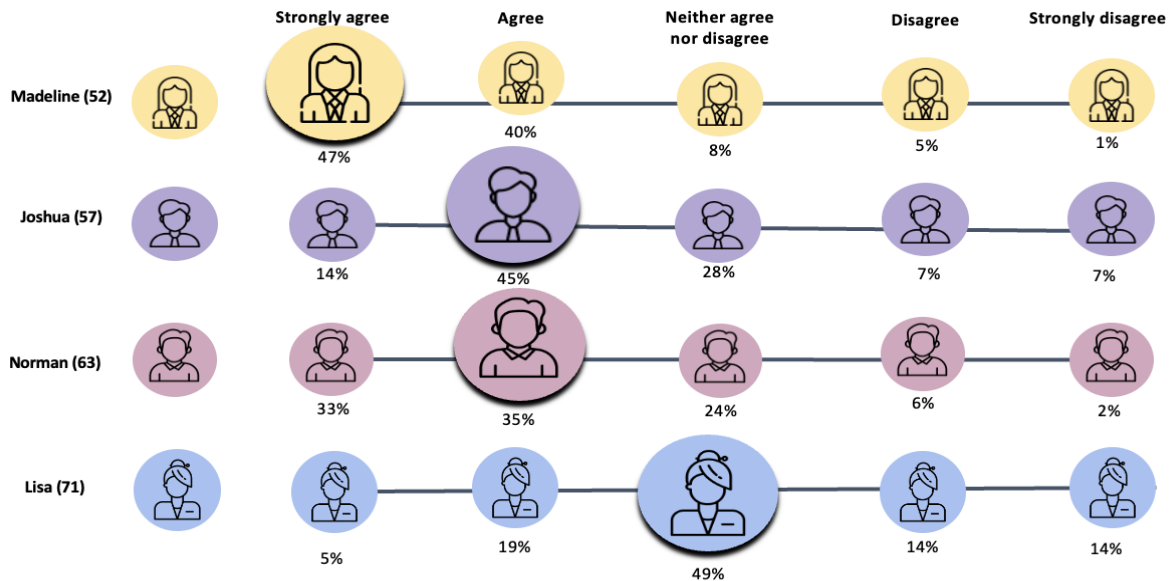 Strongly agree
Agree
Neither agree
nor disagree
Disagree
Strongly disagree
Madeline (52)
47%
40%
8%
5%
1%
Joshua (57)
14%
45%
28%
7%
7%
Norman (63)
33%
35%
24%
6%
2%
Lisa (71)
5%
19%
49%
14%
14%